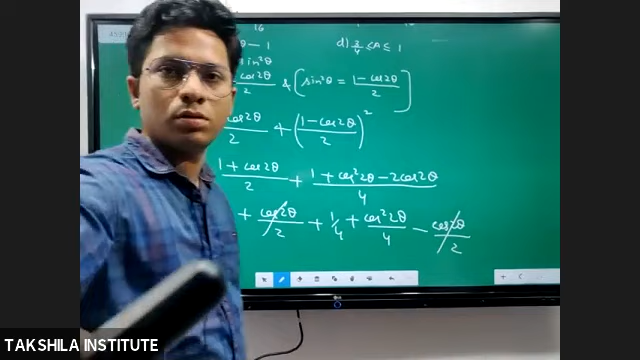 16
θ - 1 d) 3/4 ≤ A ≤ 1
in²θ
cos2θ/2 & (sin²θ = (1 - cos2θ)/2)
cos2θ/2 + ((1 - cos2θ)/2)²
(1 + cos2θ)/2 + (1 + cos²2θ - 2cos2θ)/4
+ cos2θ/2 + 1/4 + cos²2θ/4 - cos2θ/2
TAKSHILA INSTITUTE